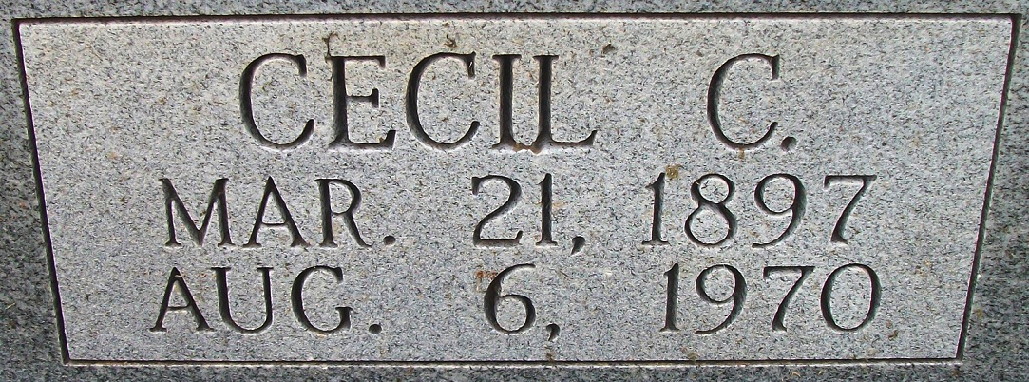 CECIL C.
MAR. 21, 1897
AUG. 6, 1970